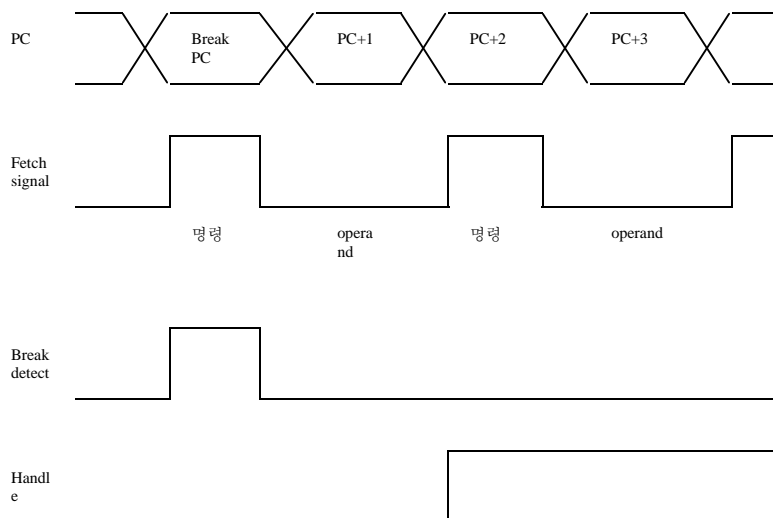 PC
Break
PC
PC+1
PC+2
PC+3
Fetch
signal
명령
opera
nd
명령
operand
Break
detect
Handl
e